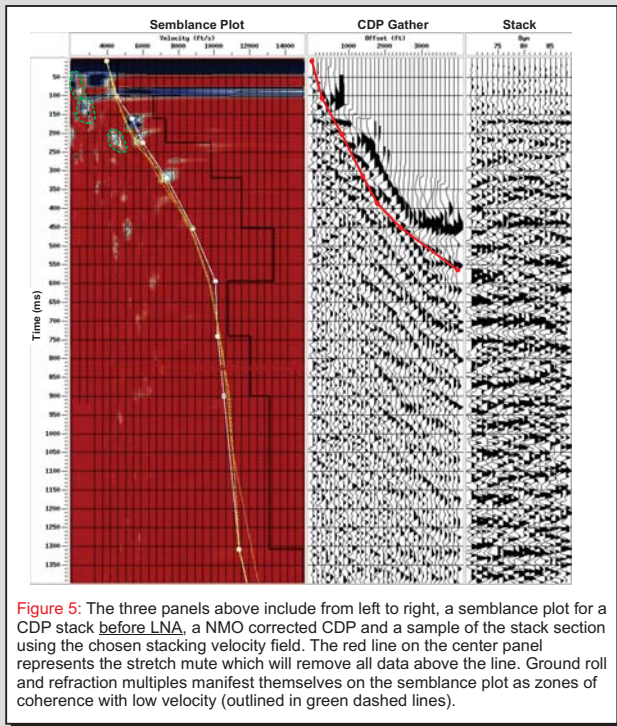 Semblance Plot
CDP Gather
Stack
Velocity (ft/s)
Offset (ft)
4000 6000 8000 10000 12000 14000
1000 2000 3000
75 80 85
Time (ms)
50
100
150
200
250
300
350
400
450
500
550
600
650
700
750
800
850
900
950
1000
1050
1100
1150
1200
1250
1300
1350
Figure 5: The three panels above include from left to right, a semblance plot for a
CDP stack before LNA, a NMO corrected CDP and a sample of the stack section
using the chosen stacking velocity field. The red line on the center panel
represents the stretch mute which will remove all data above the line. Ground roll
and refraction multiples manifest themselves on the semblance plot as zones of
coherence with low velocity (outlined in green dashed lines).